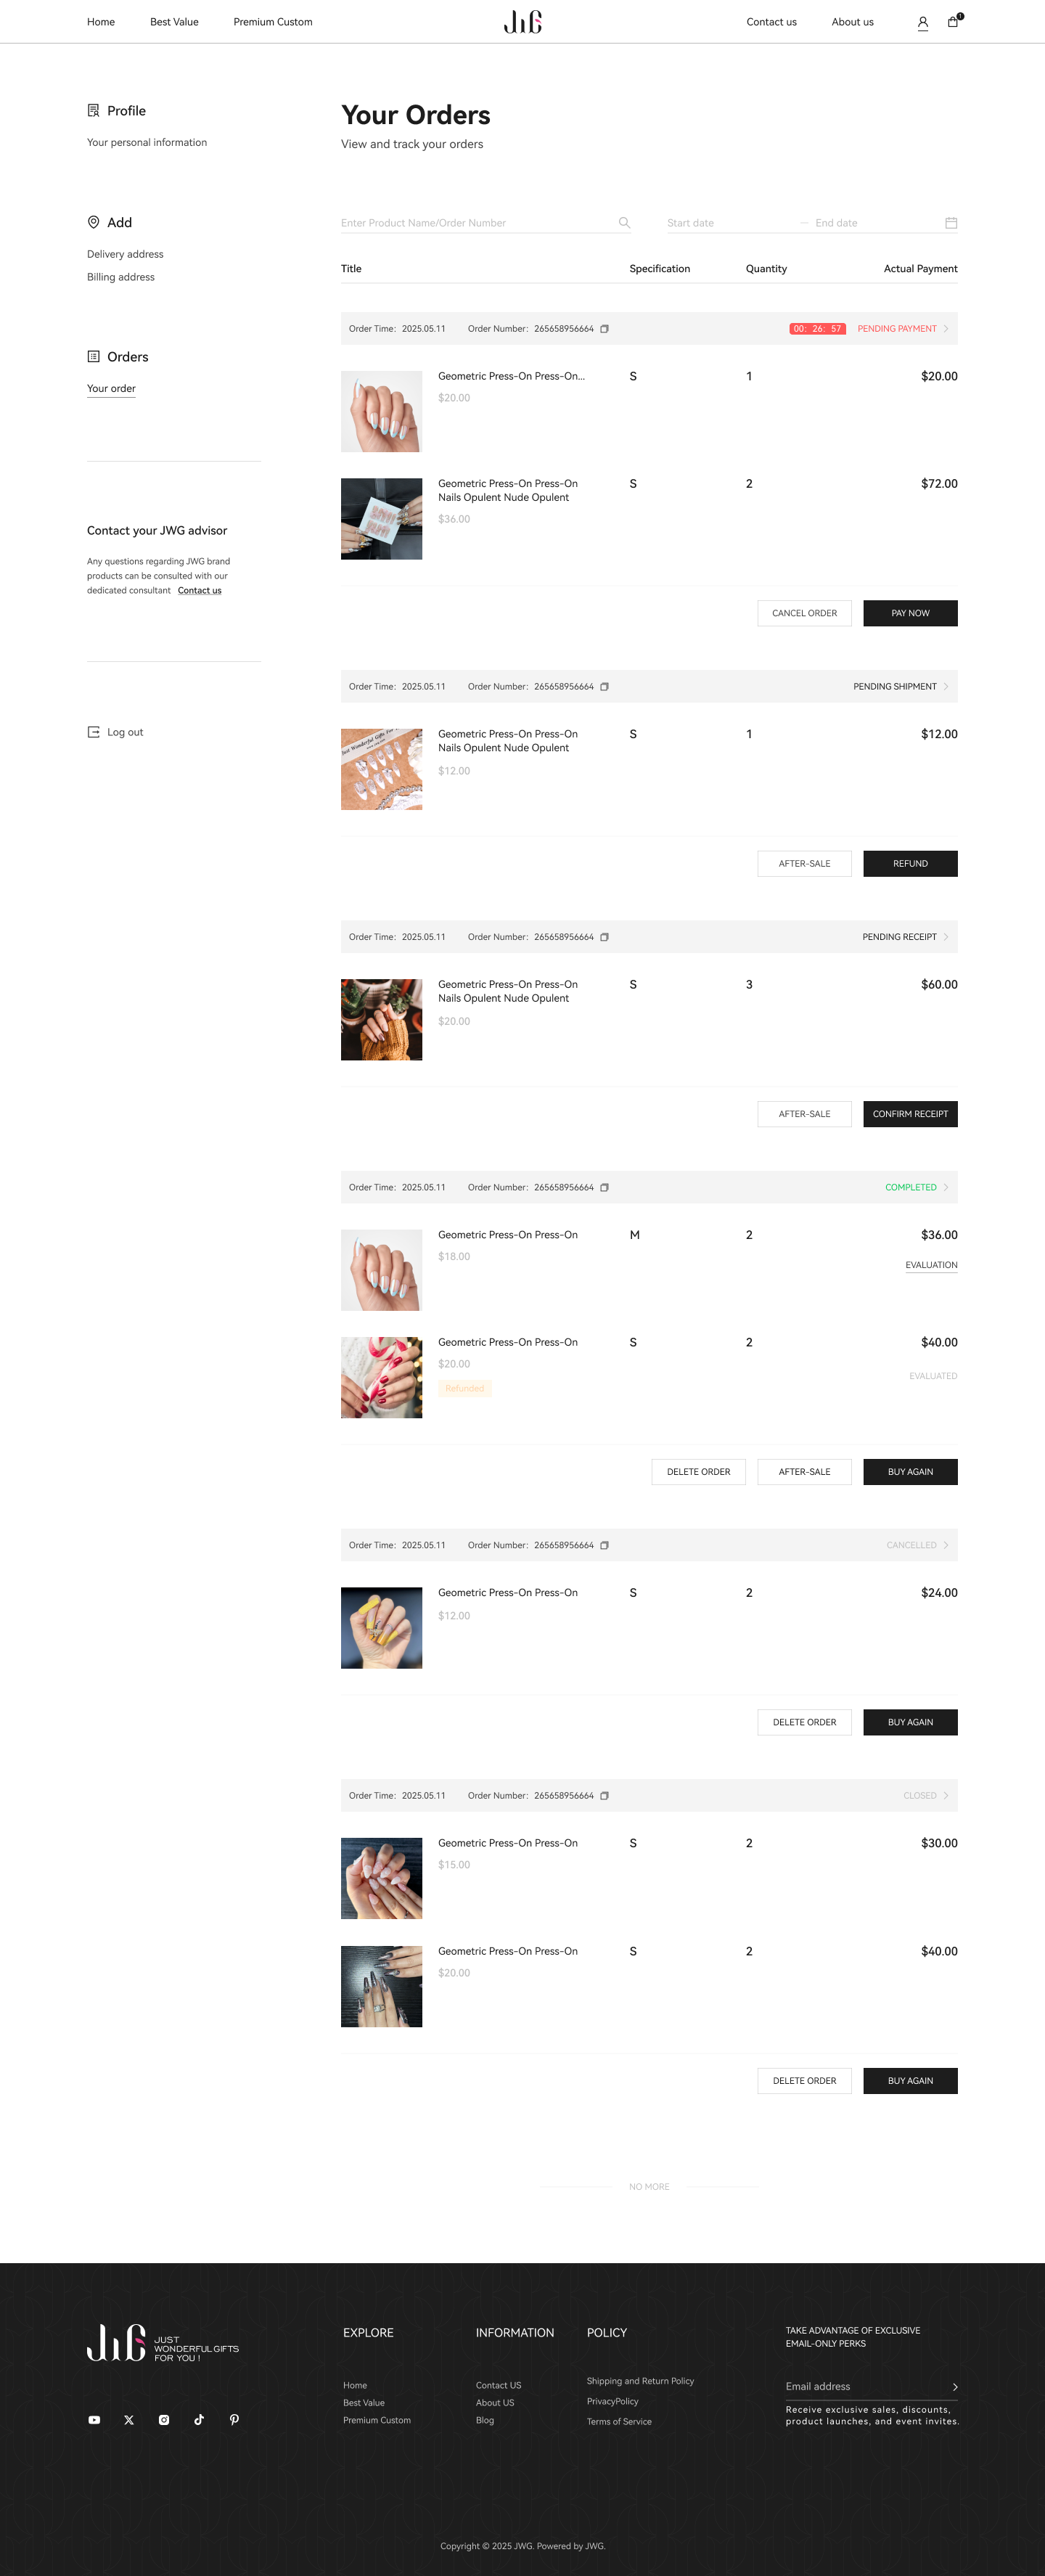 Home
Best Value
Premium Custom
JWG
Contact us
About us
1
Profile
Your personal information
Add
Delivery address
Billing address
Orders
Your order
Contact your JWG advisor
Any questions regarding JWG brand
products can be consulted with our
dedicated consultant Contact us
Log out
Your Orders
View and track your orders
Enter Product Name/Order Number
Start date
End date
Title
Specification
Quantity
Actual Payment
Order Time: 2025.05.11
Order Number: 265658956664
00: 26: 57
PENDING PAYMENT
Geometric Press-On Press-On...
$20.00
S
1
$20.00
Geometric Press-On Press-On
Nails Opulent Nude Opulent
$36.00
S
2
$72.00
CANCEL ORDER
PAY NOW
Order Time: 2025.05.11
Order Number: 265658956664
PENDING SHIPMENT
Geometric Press-On Press-On
Nails Opulent Nude Opulent
$12.00
S
1
$12.00
AFTER-SALE
REFUND
Order Time: 2025.05.11
Order Number: 265658956664
PENDING RECEIPT
Geometric Press-On Press-On
Nails Opulent Nude Opulent
$20.00
S
3
$60.00
AFTER-SALE
CONFIRM RECEIPT
Order Time: 2025.05.11
Order Number: 265658956664
COMPLETED
Geometric Press-On Press-On
$18.00
M
2
$36.00
EVALUATION
Geometric Press-On Press-On
$20.00
Refunded
S
2
$40.00
EVALUATED
DELETE ORDER
AFTER-SALE
BUY AGAIN
Order Time: 2025.05.11
Order Number: 265658956664
CANCELLED
Geometric Press-On Press-On
$12.00
S
2
$24.00
DELETE ORDER
BUY AGAIN
Order Time: 2025.05.11
Order Number: 265658956664
CLOSED
Geometric Press-On Press-On
$15.00
S
2
$30.00
Geometric Press-On Press-On
$20.00
S
2
$40.00
DELETE ORDER
BUY AGAIN
NO MORE
JWG
JUST
WONDERFUL GIFTS
FOR YOU !
EXPLORE
Home
Best Value
Premium Custom
INFORMATION
Contact US
About US
Blog
POLICY
Shipping and Return Policy
PrivacyPolicy
Terms of Service
TAKE ADVANTAGE OF EXCLUSIVE
EMAIL-ONLY PERKS
Email address
Receive exclusive sales, discounts,
product launches, and event invites.
Copyright © 2025 JWG. Powered by JWG.